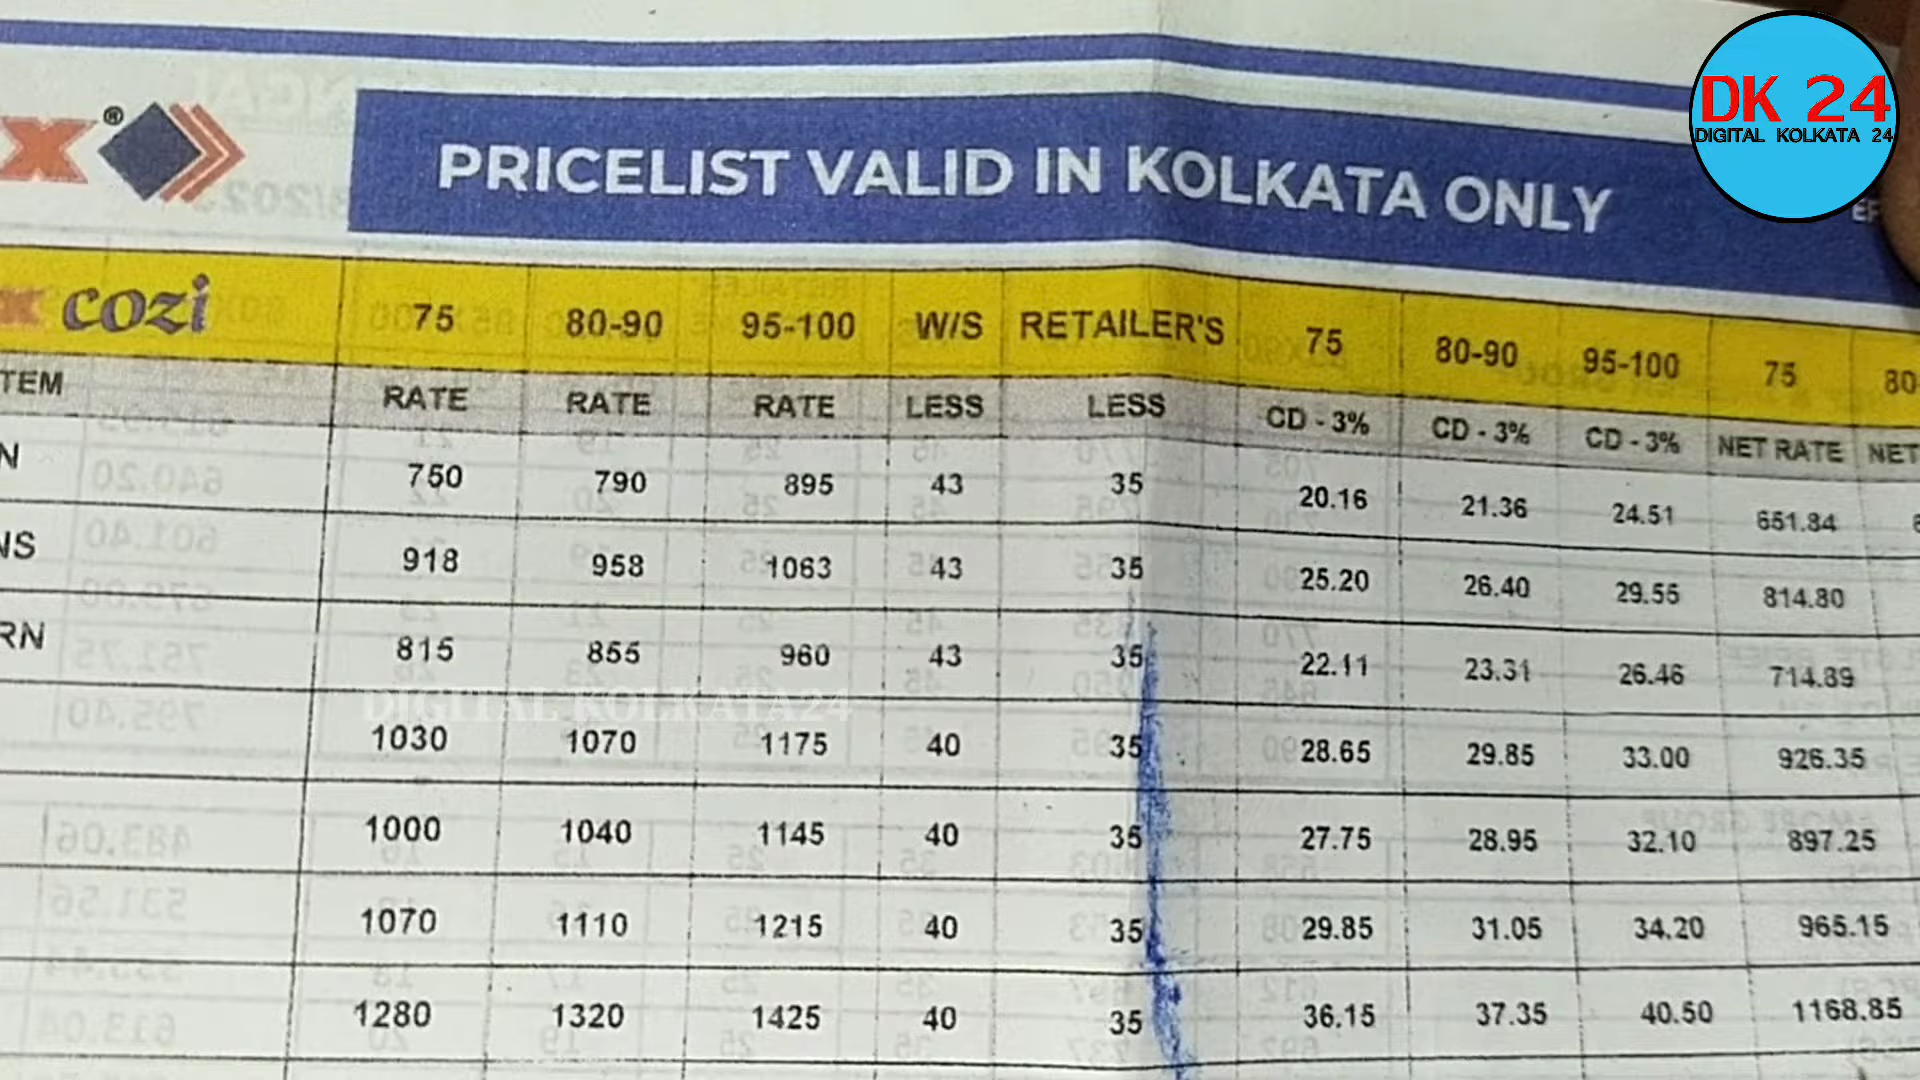 DK 24
DIGITAL KOLKATA 24
X®
PRICELIST VALID IN KOLKATA ONLY
EF
x cozi 75 80-90 95-100 W/S RETAILER'S 75 80-90 95-100 75 80-
TEM RATE RATE RATE LESS LESS CD - 3% CD - 3% CD - 3% NET RATE NET
N 750 790 895 43 35 20.16 21.36 24.51 651.84 6
NS 918 958 1063 43 35 25.20 26.40 29.55 814.80
RN 815 855 960 43 35 22.11 23.31 26.46 714.89
DIGITAL KOLKATA24
1030 1070 1175 40 35 28.65 29.85 33.00 926.35
1000 1040 1145 40 35 27.75 28.95 32.10 897.25
1070 1110 1215 40 35 29.85 31.05 34.20 965.15
1280 1320 1425 40 35 36.15 37.35 40.50 1168.85